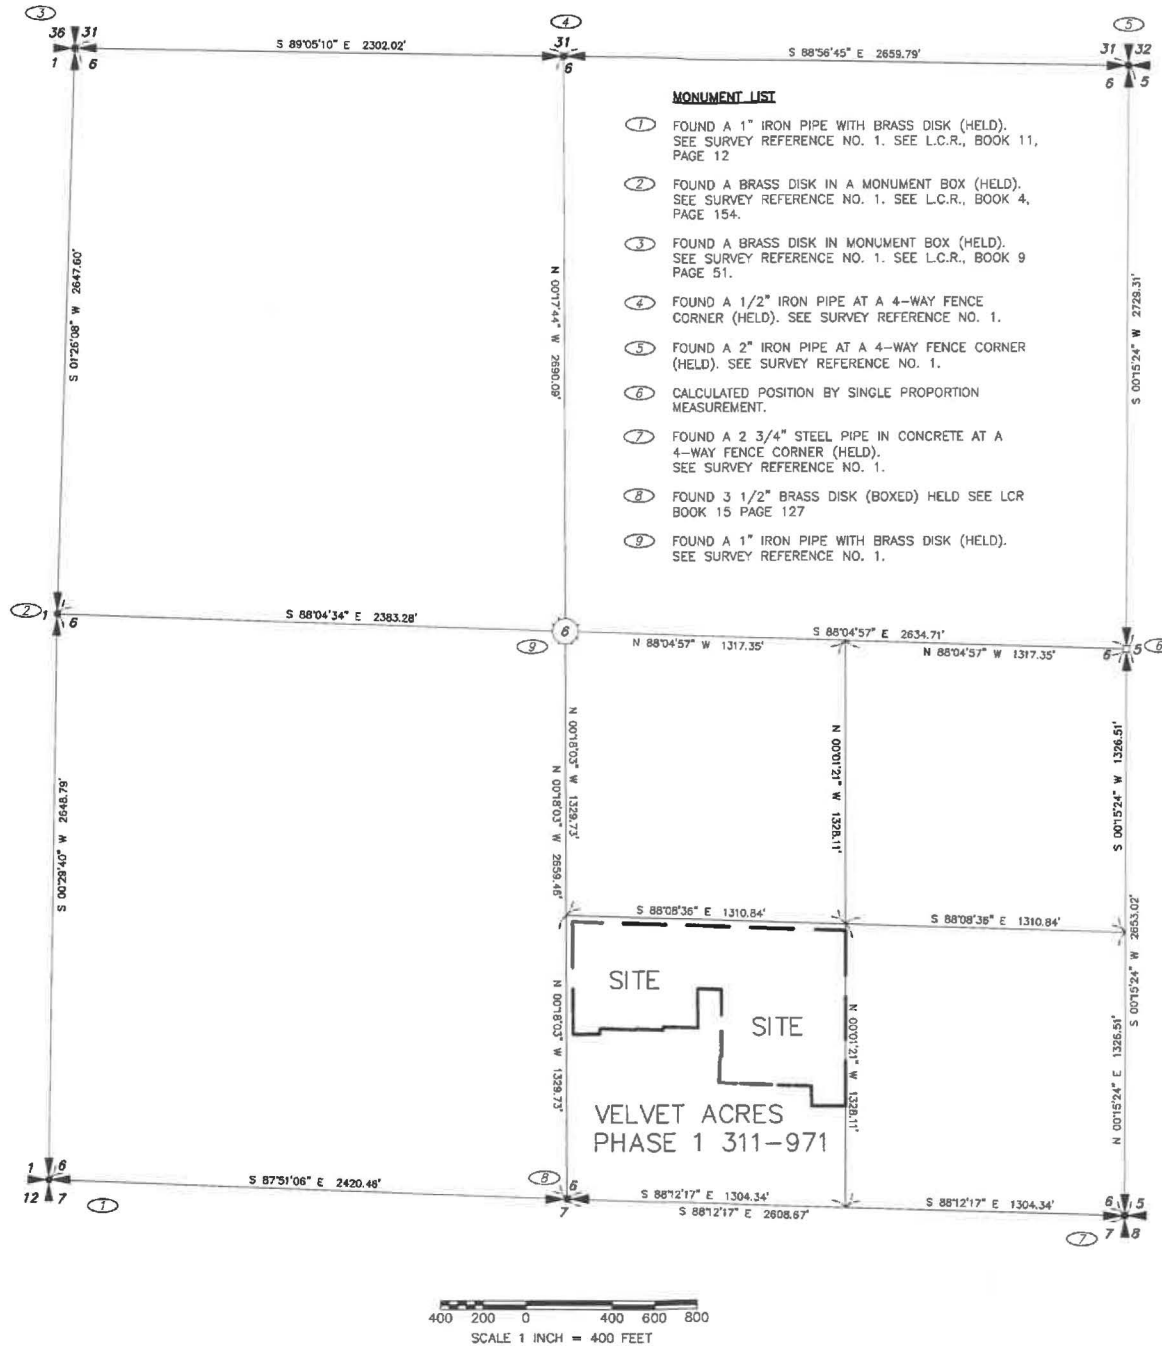 3
4
5
36 31
31
31 32
1 6
6
6 5
S 89°05'10" E 2302.02'
S 88°56'45" E 2659.79'
MONUMENT LIST
1 FOUND A 1" IRON PIPE WITH BRASS DISK (HELD).
SEE SURVEY REFERENCE NO. 1. SEE L.C.R., BOOK 11,
PAGE 12
2 FOUND A BRASS DISK IN A MONUMENT BOX (HELD).
SEE SURVEY REFERENCE NO. 1. SEE L.C.R., BOOK 4,
PAGE 154.
3 FOUND A BRASS DISK IN MONUMENT BOX (HELD).
SEE SURVEY REFERENCE NO. 1. SEE L.C.R., BOOK 9
PAGE 51.
4 FOUND A 1/2" IRON PIPE AT A 4-WAY FENCE
CORNER (HELD). SEE SURVEY REFERENCE NO. 1.
5 FOUND A 2" IRON PIPE AT A 4-WAY FENCE CORNER
(HELD). SEE SURVEY REFERENCE NO. 1.
6 CALCULATED POSITION BY SINGLE PROPORTION
MEASUREMENT.
7 FOUND A 2 3/4" STEEL PIPE IN CONCRETE AT A
4-WAY FENCE CORNER (HELD).
SEE SURVEY REFERENCE NO. 1.
8 FOUND 3 1/2" BRASS DISK (BOXED) HELD SEE LCR
BOOK 15 PAGE 127
9 FOUND A 1" IRON PIPE WITH BRASS DISK (HELD).
SEE SURVEY REFERENCE NO. 1.
S 01°26'08" W 2647.60'
N 00°17'44" W 2690.09'
S 00°15'24" W 2729.31'
2 1 6
S 88°04'34" E 2383.28'
6
9
S 88°04'57" E 2634.71'
N 88°04'57" W 1317.35'
N 88°04'57" W 1317.35'
6 5 6
S 00°29'40" W 2648.79'
N 00°18'03" W 1329.73'
N 00°18'03" W 2659.46'
N 00°01'21" W 1328.11'
S 00°15'24" W 1326.51'
S 00°15'24" W 2653.02'
S 88°08'36" E 1310.84'
S 88°08'36" E 1310.84'
SITE
SITE
N 00°18'03" W 1329.73'
N 00°01'21" W 1328.11'
N 00°15'24" E 1326.51'
VELVET ACRES
PHASE 1 311-971
1 6
12 7
1
S 87°51'06" E 2420.46'
8
6
7
S 88°12'17" E 1304.34'
S 88°12'17" E 2608.67'
S 88°12'17" E 1304.34'
6 5
7 7 8
400 200 0 400 600 800
SCALE 1 INCH = 400 FEET